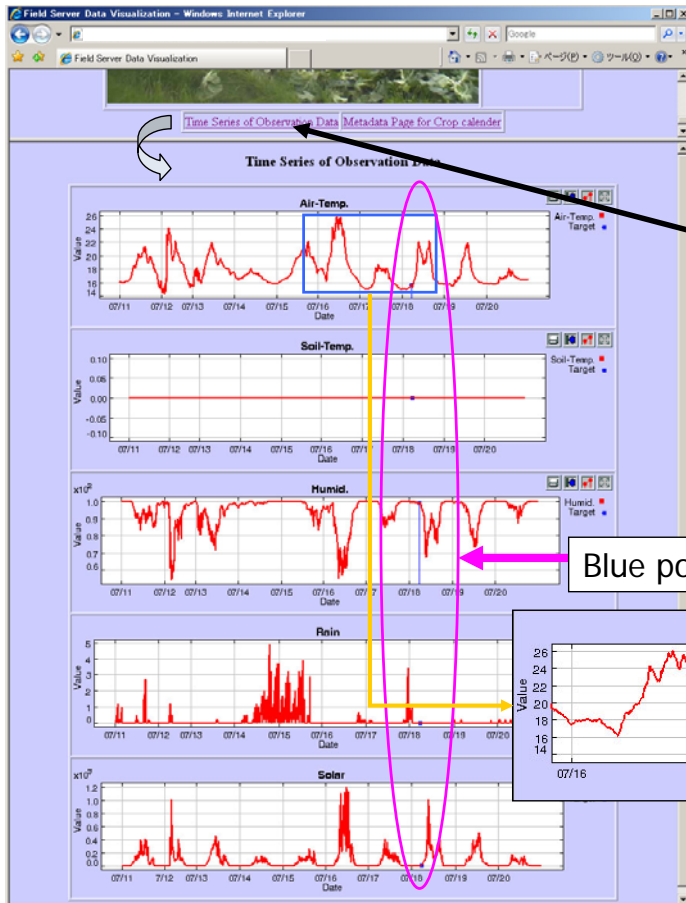 Field Server Data Visualization - Windows Internet Explorer
Google
Field Server Data Visualization
ページ(P)
ツール(O)
Time Series of Observation Data Metadata Page for Crop calender
Time Series of Observation Data
Air-Temp.
Air-Temp.
Target
Value
26
24
22
20
18
16
14
07/11 07/12 07/13 07/14 07/15 07/16 07/17 07/18 07/19 07/20
Date
Soil-Temp.
Soil-Temp.
Target
Value
0.10
0.05
0.00
-0.05
-0.10
07/11 07/12 07/13 07/14 07/15 07/16 07/17 07/18 07/19 07/20
Date
Humid.
Humid.
Target
Value
1.0
0.9
0.8
0.7
0.6
07/11 07/12 07/13 07/14 07/15 07/16 07/17 07/18 07/19 07/20
Date
Blue po
Rain
Value
5
4
3
2
1
0
07/11 07/12 07/13 07/14 07/15 07/16 07/17 07/18 07/19
Date
Value
26
24
22
20
18
16
14
07/16
Solar
Value
1.2
1.0
0.8
0.6
0.4
0.2
0.0
07/11 07/12 07/13 07/14 07/15 07/16 07/17 07/18 07/19 07/20
Date